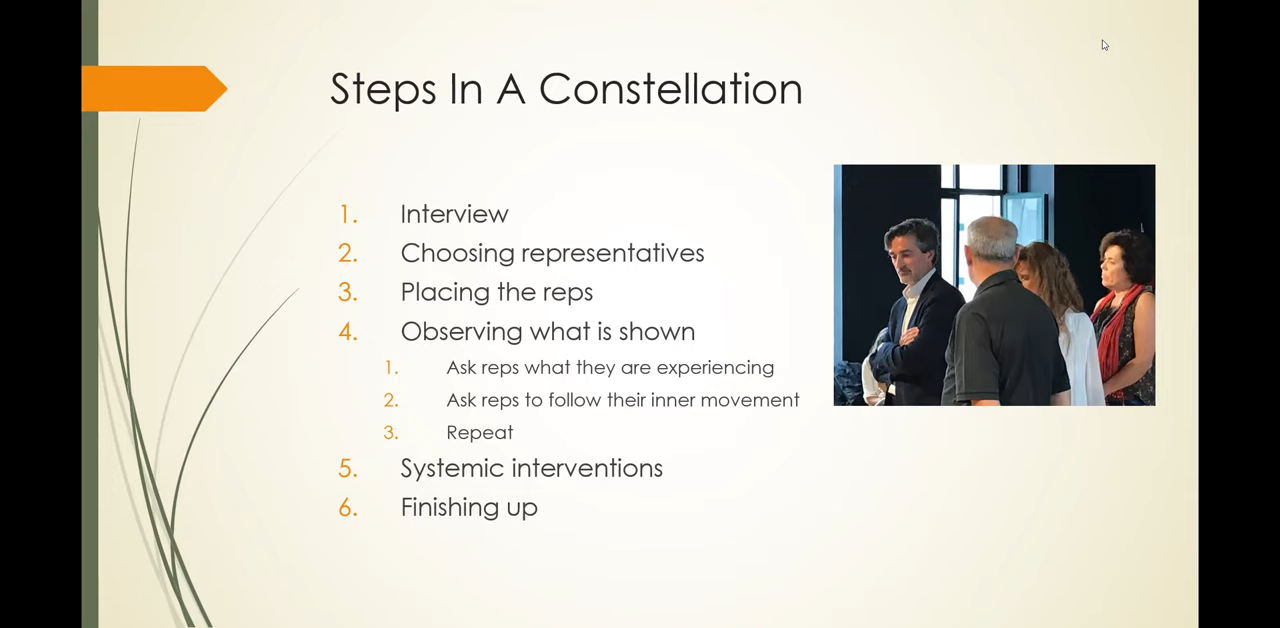 Steps In A Constellation
1. Interview
2. Choosing representatives
3. Placing the reps
4. Observing what is shown
1. Ask reps what they are experiencing
2. Ask reps to follow their inner movement
3. Repeat
5. Systemic interventions
6. Finishing up